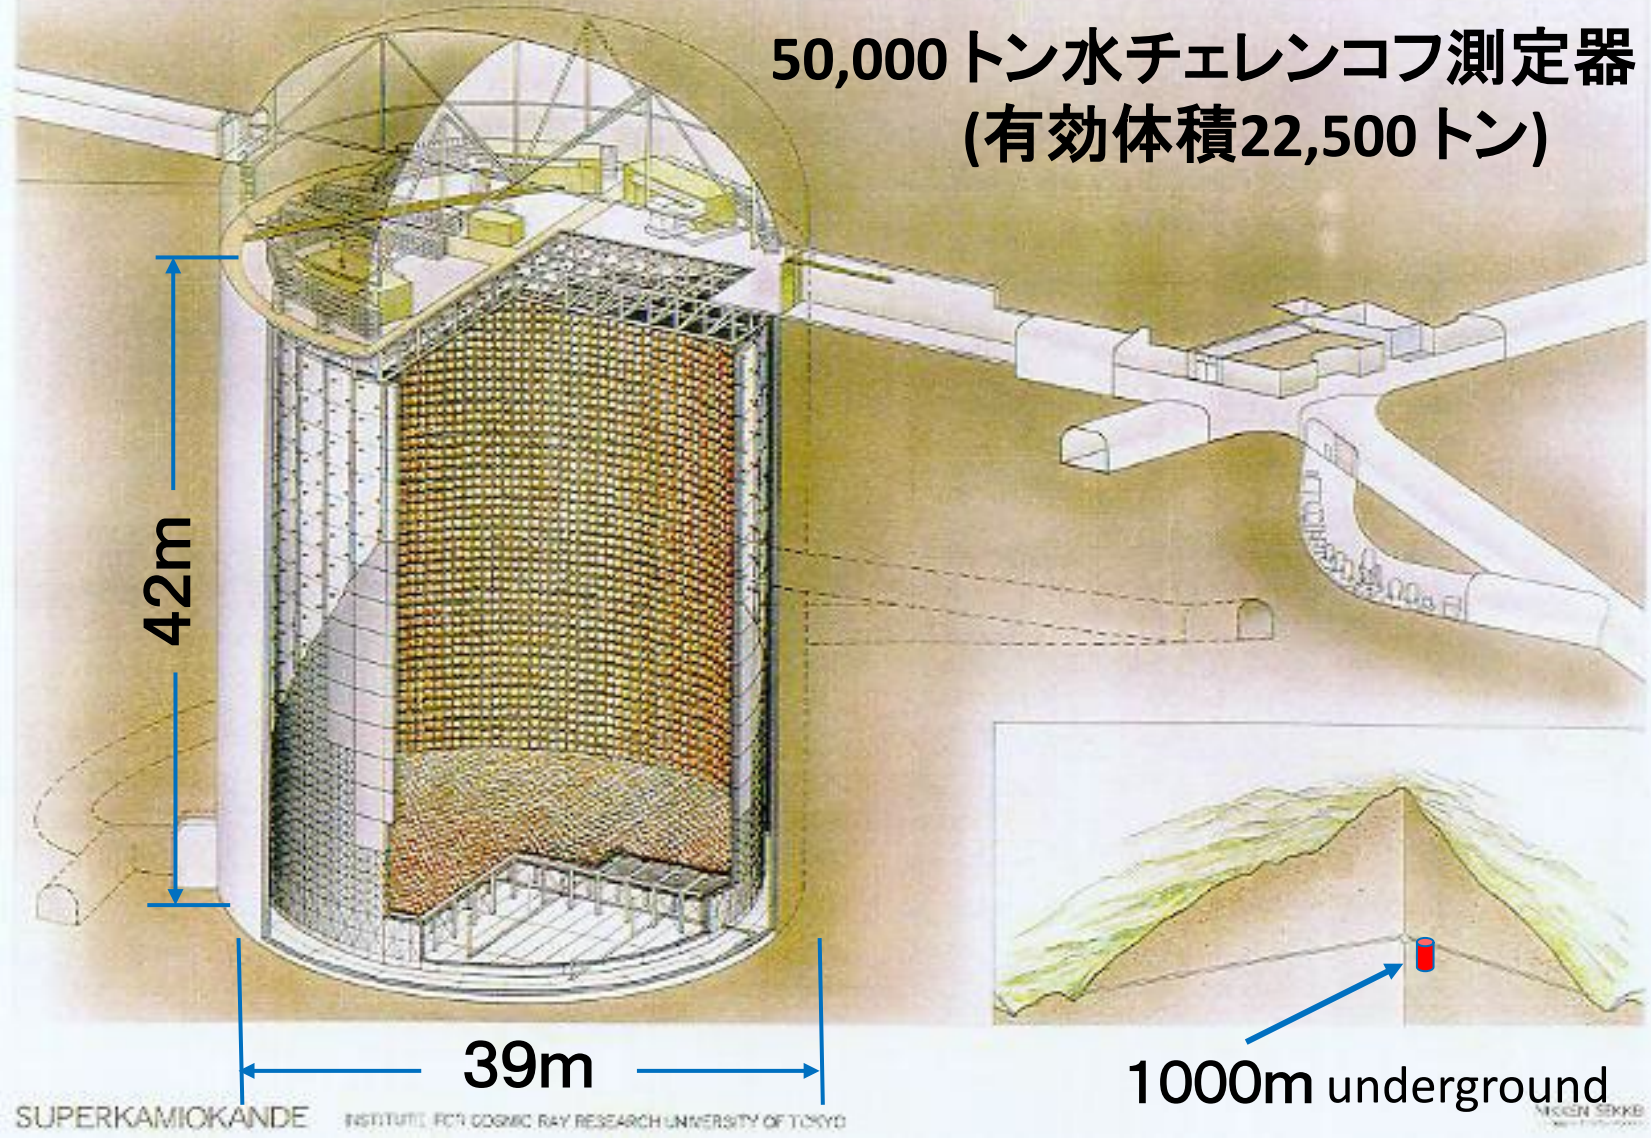 50,000トン水チェレンコフ測定器
(有効体積22,500トン)
42m
39m
1000m underground
SUPERKAMIOKANDE INSTITUTE FOR COSMIC RAY RESEARCH UNIVERSITY OF TOKYO
NIKKEN SEKKEI